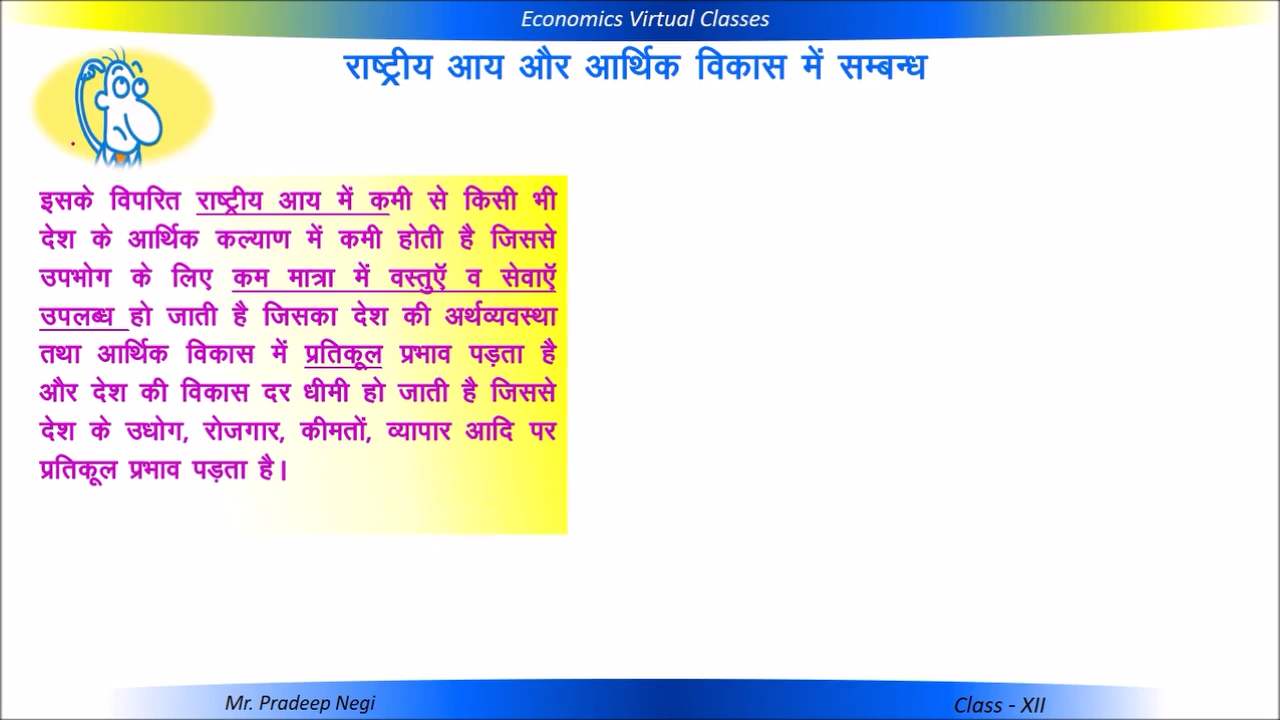 Economics Virtual Classes
राष्ट्रीय आय और आर्थिक विकास में सम्बन्ध
इसके विपरित राष्ट्रीय आय में कमी से किसी भी
देश के आर्थिक कल्याण में कमी होती है जिससे
उपभोग के लिए कम मात्रा में वस्तुऍ व सेवाऍ
उपलब्ध हो जाती है जिसका देश की अर्थव्यवस्था
तथा आर्थिक विकास में प्रतिकूल प्रभाव पड़ता है
और देश की विकास दर धीमी हो जाती है जिससे
देश के उधोग, रोजगार, कीमतों, व्यापार आदि पर
प्रतिकूल प्रभाव पड़ता है।
Mr. Pradeep Negi
Class - XII